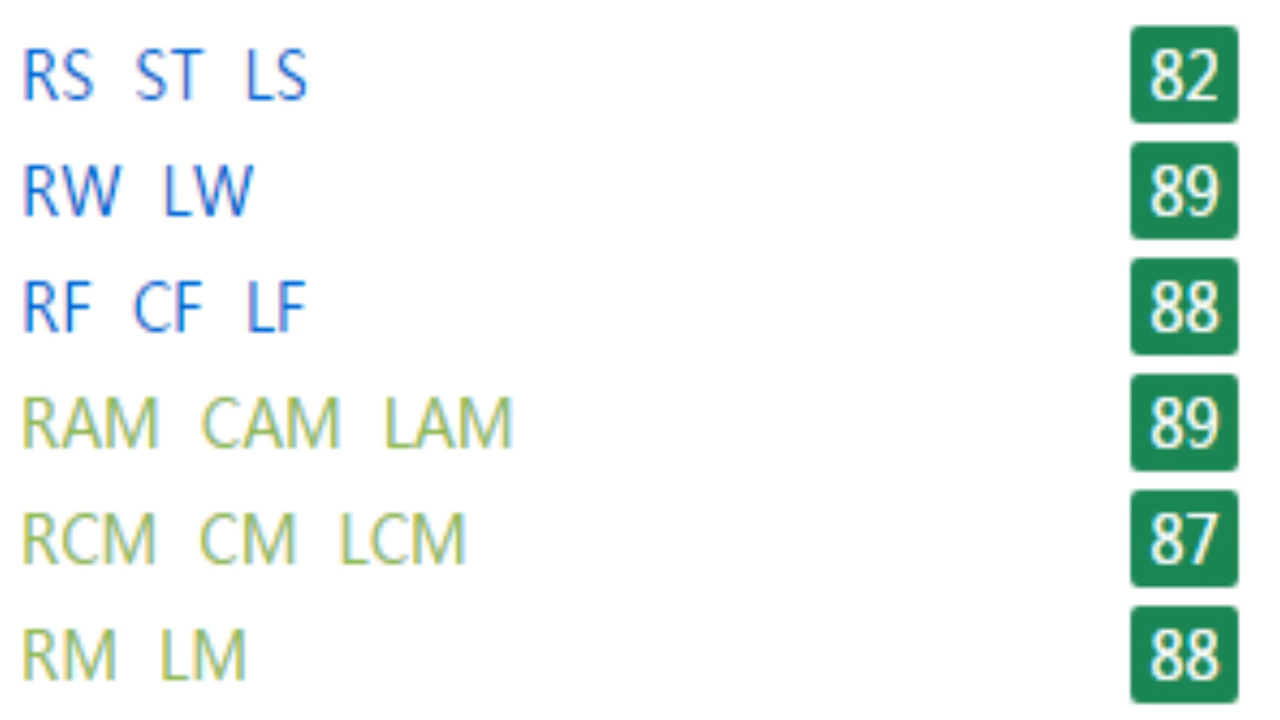 RS ST LS 82
RW LW 89
RF CF LF 88
RAM CAM LAM 89
RCM CM LCM 87
RM LM 88